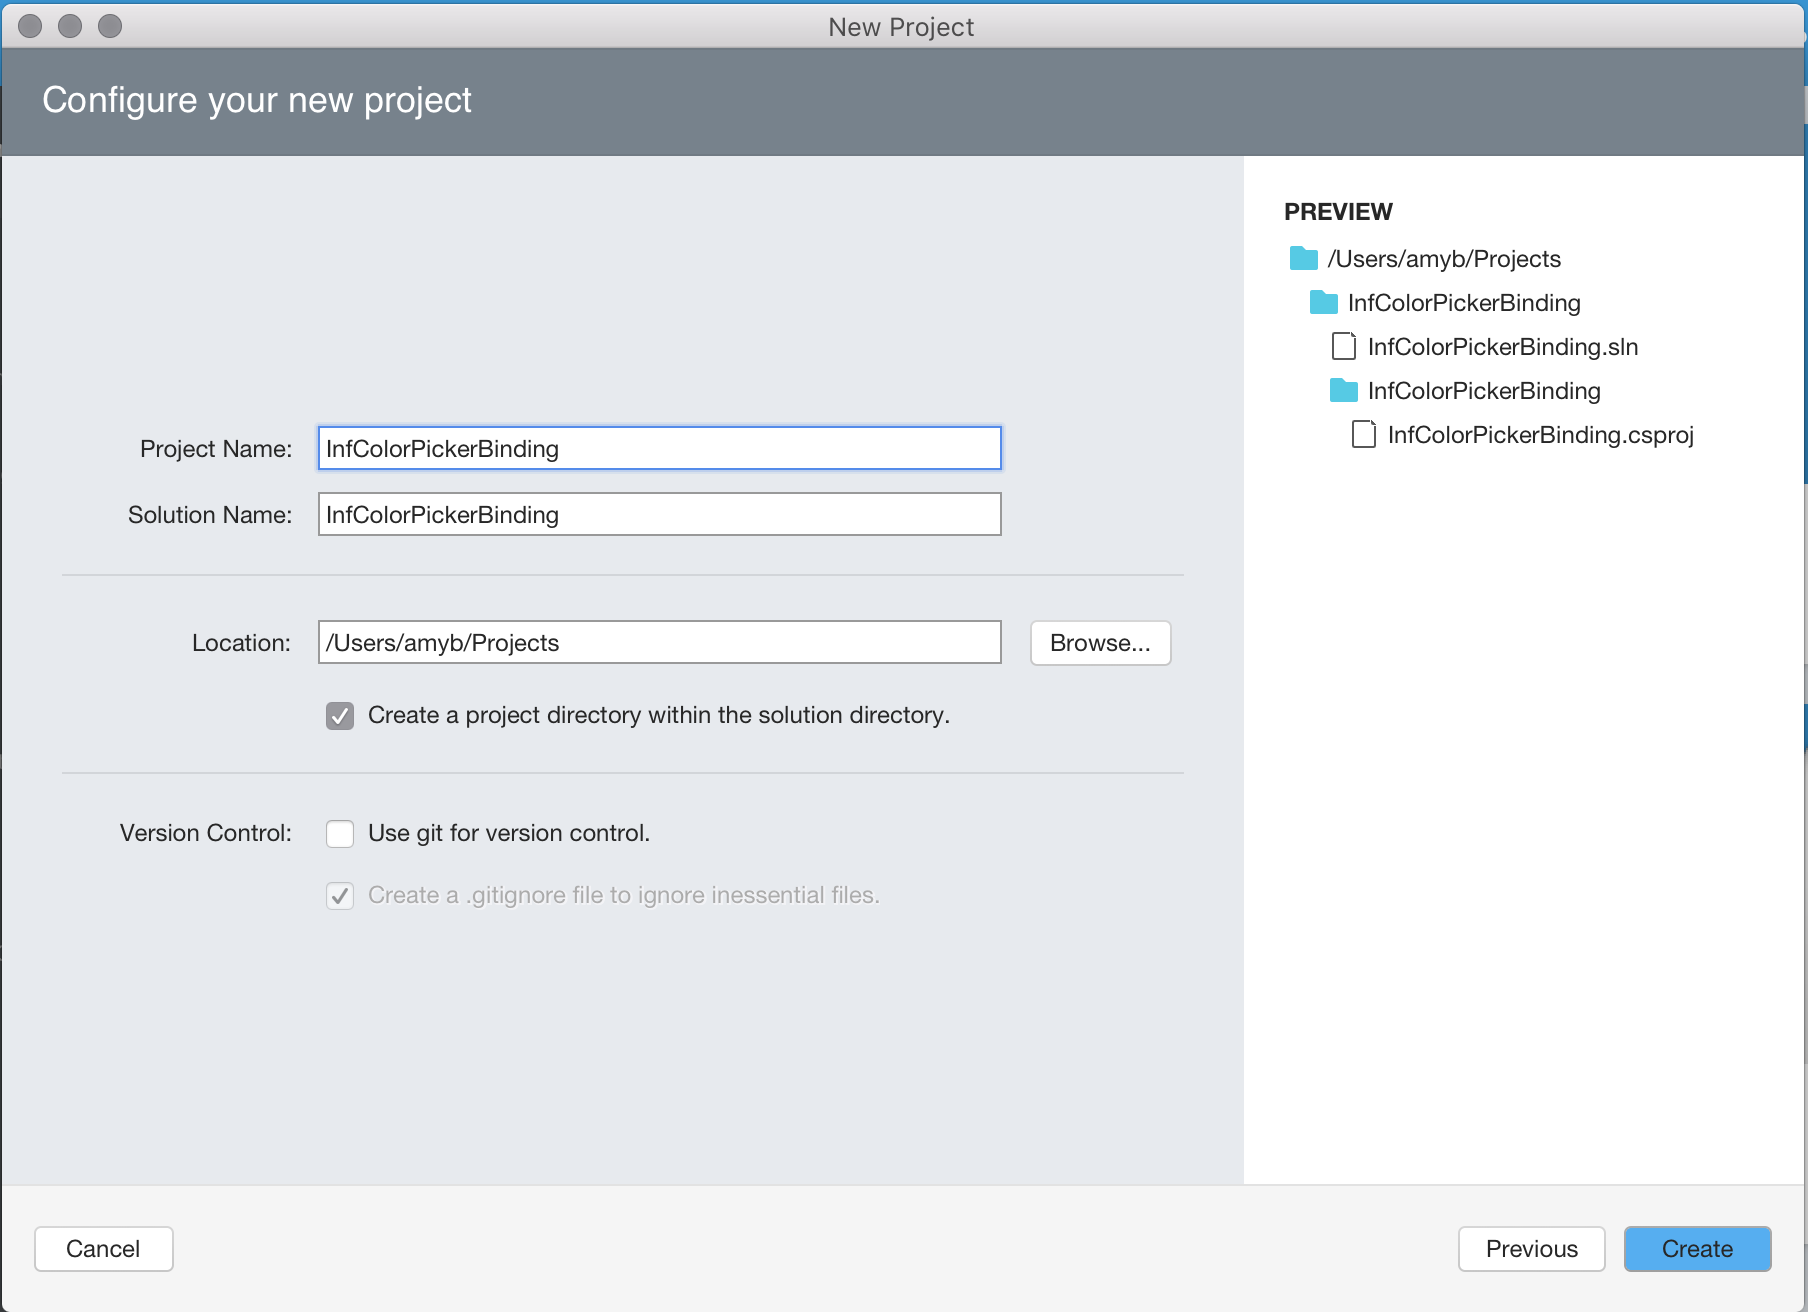 New Project
Configure your new project
Project Name: InfColorPickerBinding
Solution Name: InfColorPickerBinding
Location: /Users/amyb/Projects Browse...
Create a project directory within the solution directory.
Version Control: Use git for version control.
Create a .gitignore file to ignore inessential files.
PREVIEW
/Users/amyb/Projects
InfColorPickerBinding
InfColorPickerBinding.sln
InfColorPickerBinding
InfColorPickerBinding.csproj
Cancel Previous Create